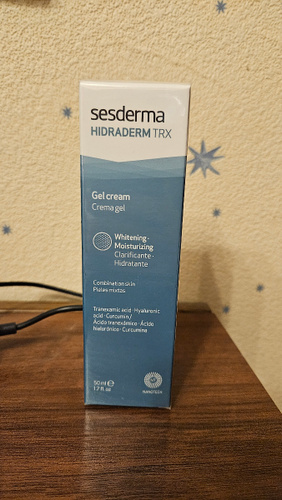 sesderma
HIDRADERM TRX
Gel cream
Crema gel
Whitening·
Moisturizing
Clarificante·
Hidratante
Combination skin
Pieles mixtas
Tranexamic acid · Hyaluronic
acid · Curcumin/
Ácido tranexámico · Ácido
hialurónico · Curcumina
50 ml ℮
1.7 fl oz
NANOTECH